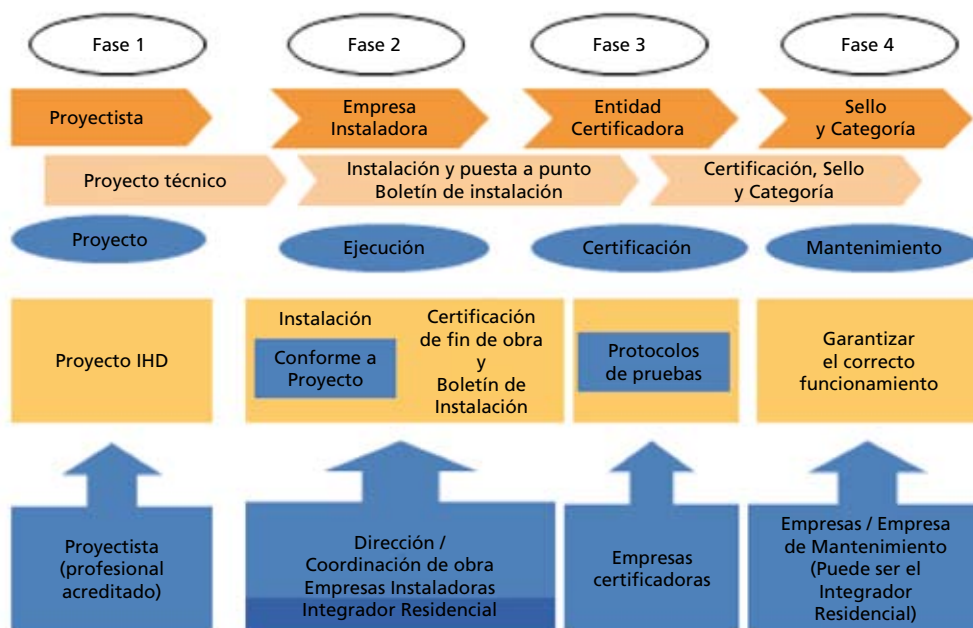 Fase 1
Fase 2
Fase 3
Fase 4
Proyectista
Empresa
Instaladora
Entidad
Certificadora
Sello
y Categoría
Proyecto técnico
Instalación y puesta a punto
Boletín de instalación
Certificación, Sello
y Categoría
Proyecto
Ejecución
Certificación
Mantenimiento
Proyecto IHD
Instalación
Conforme a
Proyecto
Certificación
de fin de obra
y
Boletín de
Instalación
Protocolos
de pruebas
Garantizar
el correcto
funcionamiento
Proyectista
(profesional
acreditado)
Dirección /
Coordinación de obra
Empresas Instaladoras
Integrador Residencial
Empresas
certificadoras
Empresas / Empresa
de Mantenimiento
(Puede ser el
Integrador
Residencial)